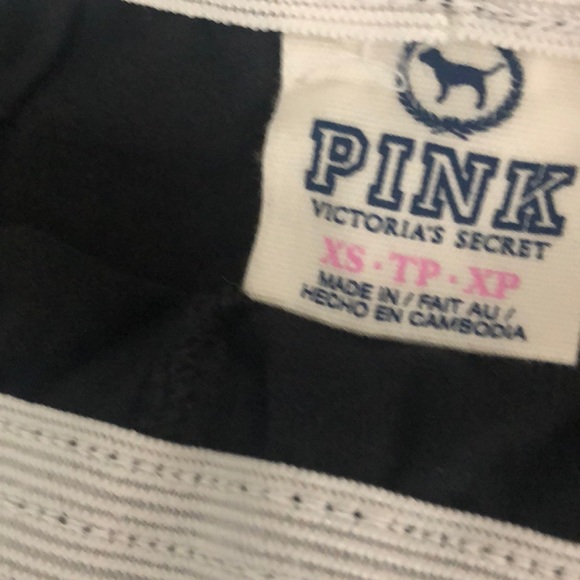 PINK
VICTORIA'S SECRET
XS · TP · XP
MADE IN / FAIT AU /
HECHO EN CAMBODIA